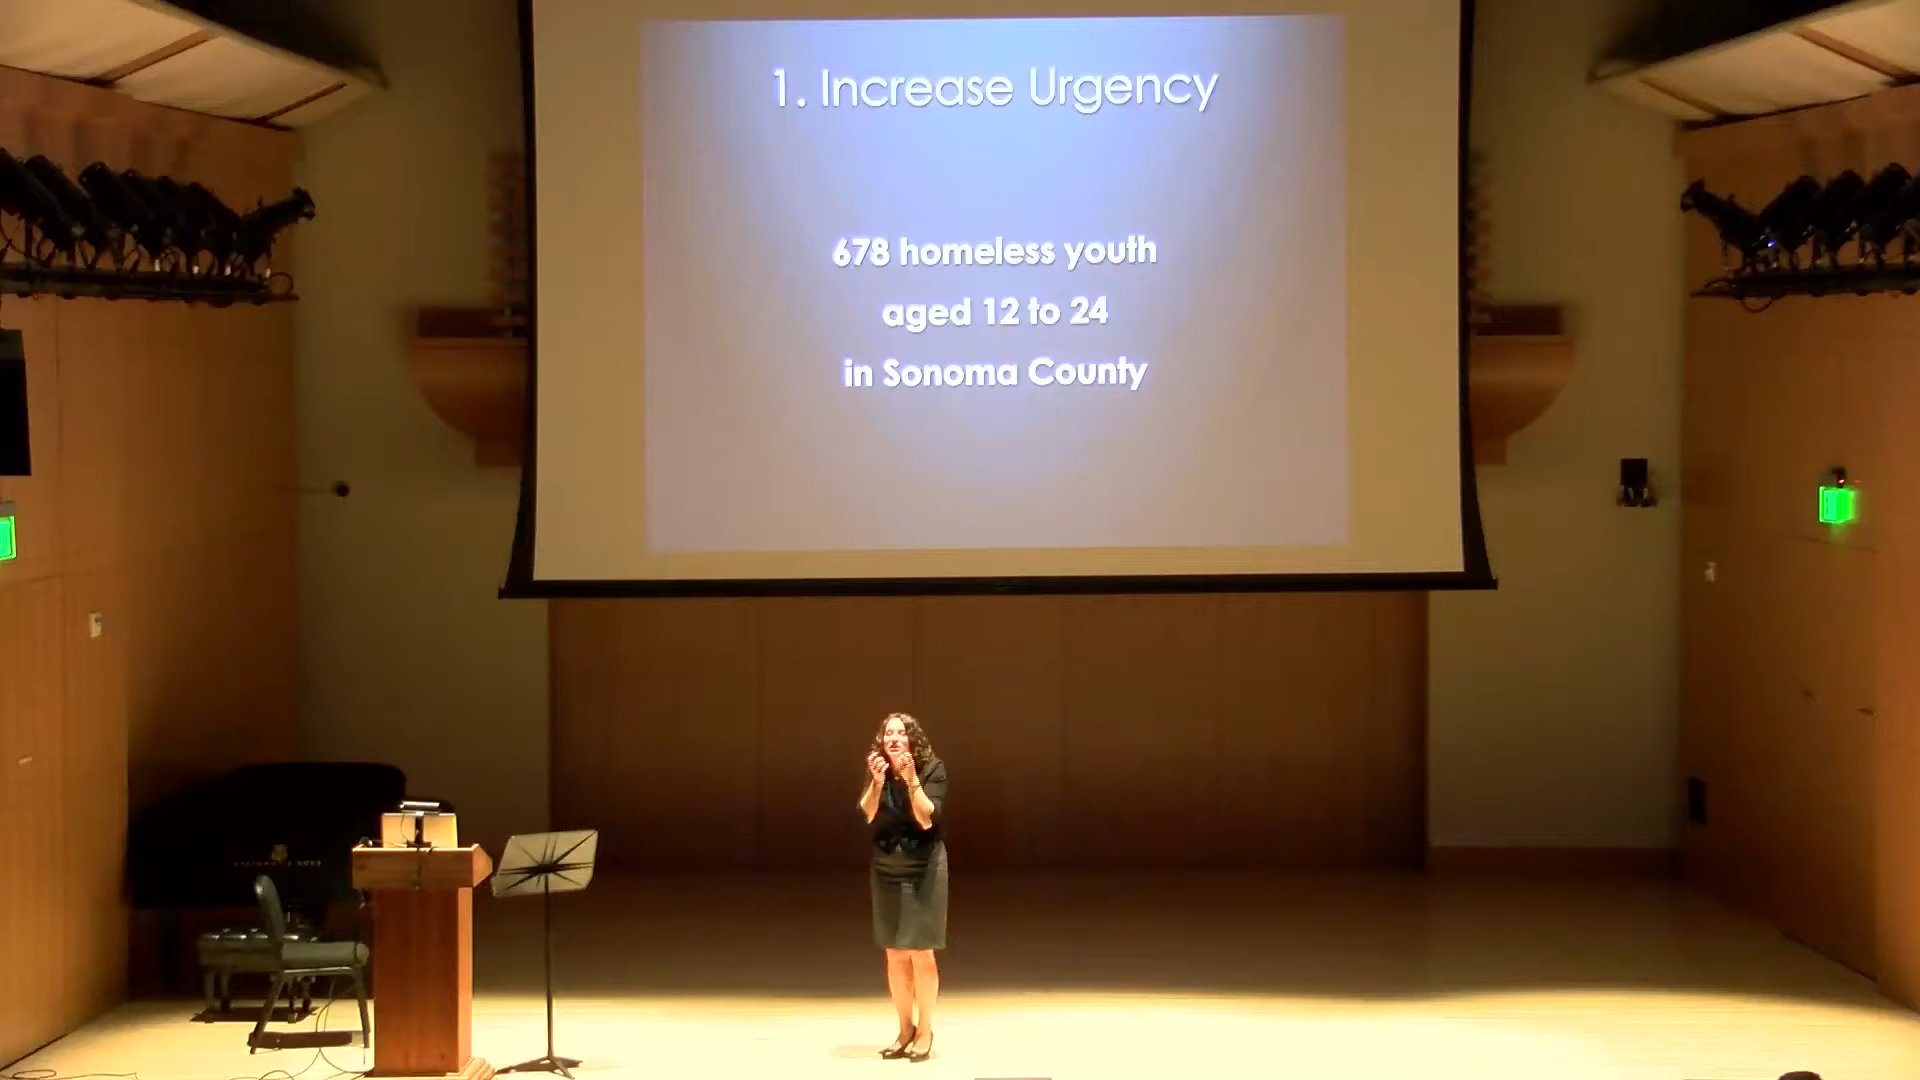 1. Increase Urgency
678 homeless youth
aged 12 to 24
in Sonoma County